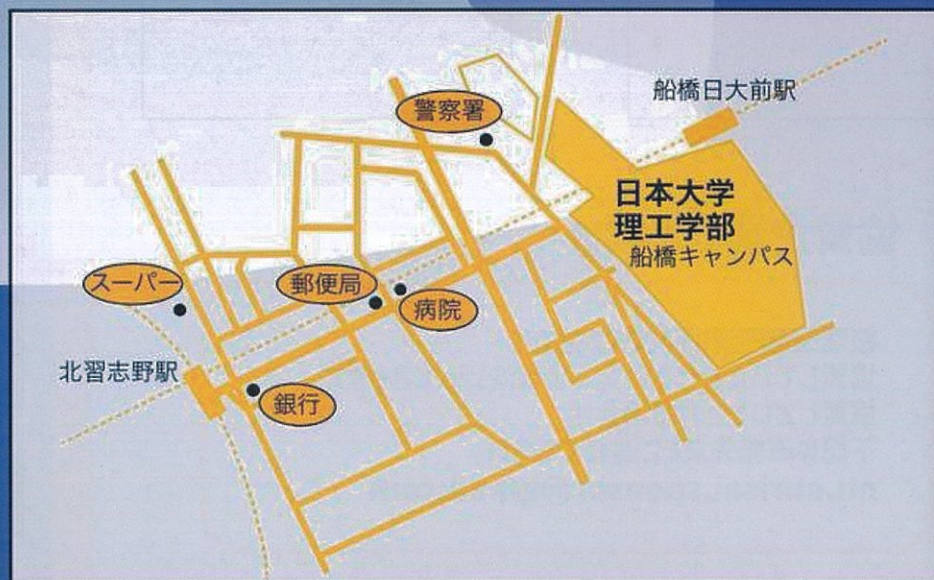 船橋日大前駅
警察署
日本大学
理工学部
船橋キャンパス
スーパー
郵便局
病院
北習志野駅
銀行